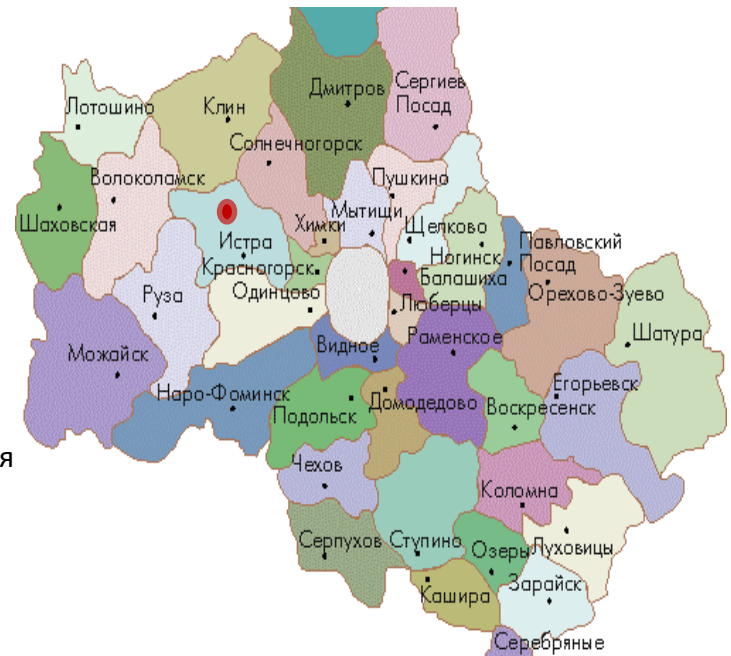 Дмитров
Сергиев
Посад
Лотошино
Клин
Солнечногорск
Волоколамск
Пушкино
Шаховская
Мытищи
Химки
Щелково
Истра
Павловский
Посад
Ногинск
Красногорск
Балашиха
Одинцово
Руза
Орехово-Зуево
Люберцы
Шатура
Видное
Раменское
Можайск
Егорьевск
Наро-Фоминск
Домодедово
Воскресенск
Подольск
я
Чехов
Коломна
Серпухов
Ступино
Озеры
Луховицы
Зарайск
Кашира
Серебряные